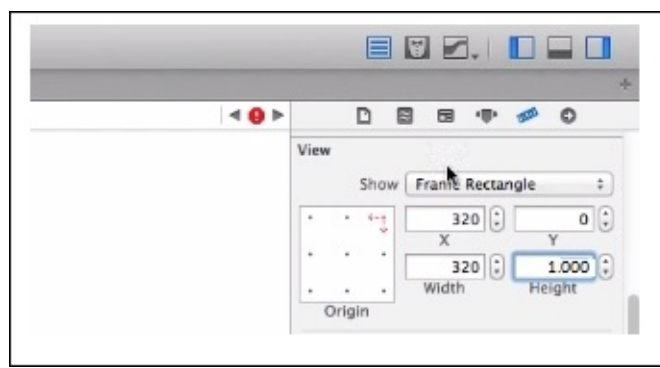 View
Show Frame Rectangle
320 0
X Y
320 1.000
Width Height
Origin